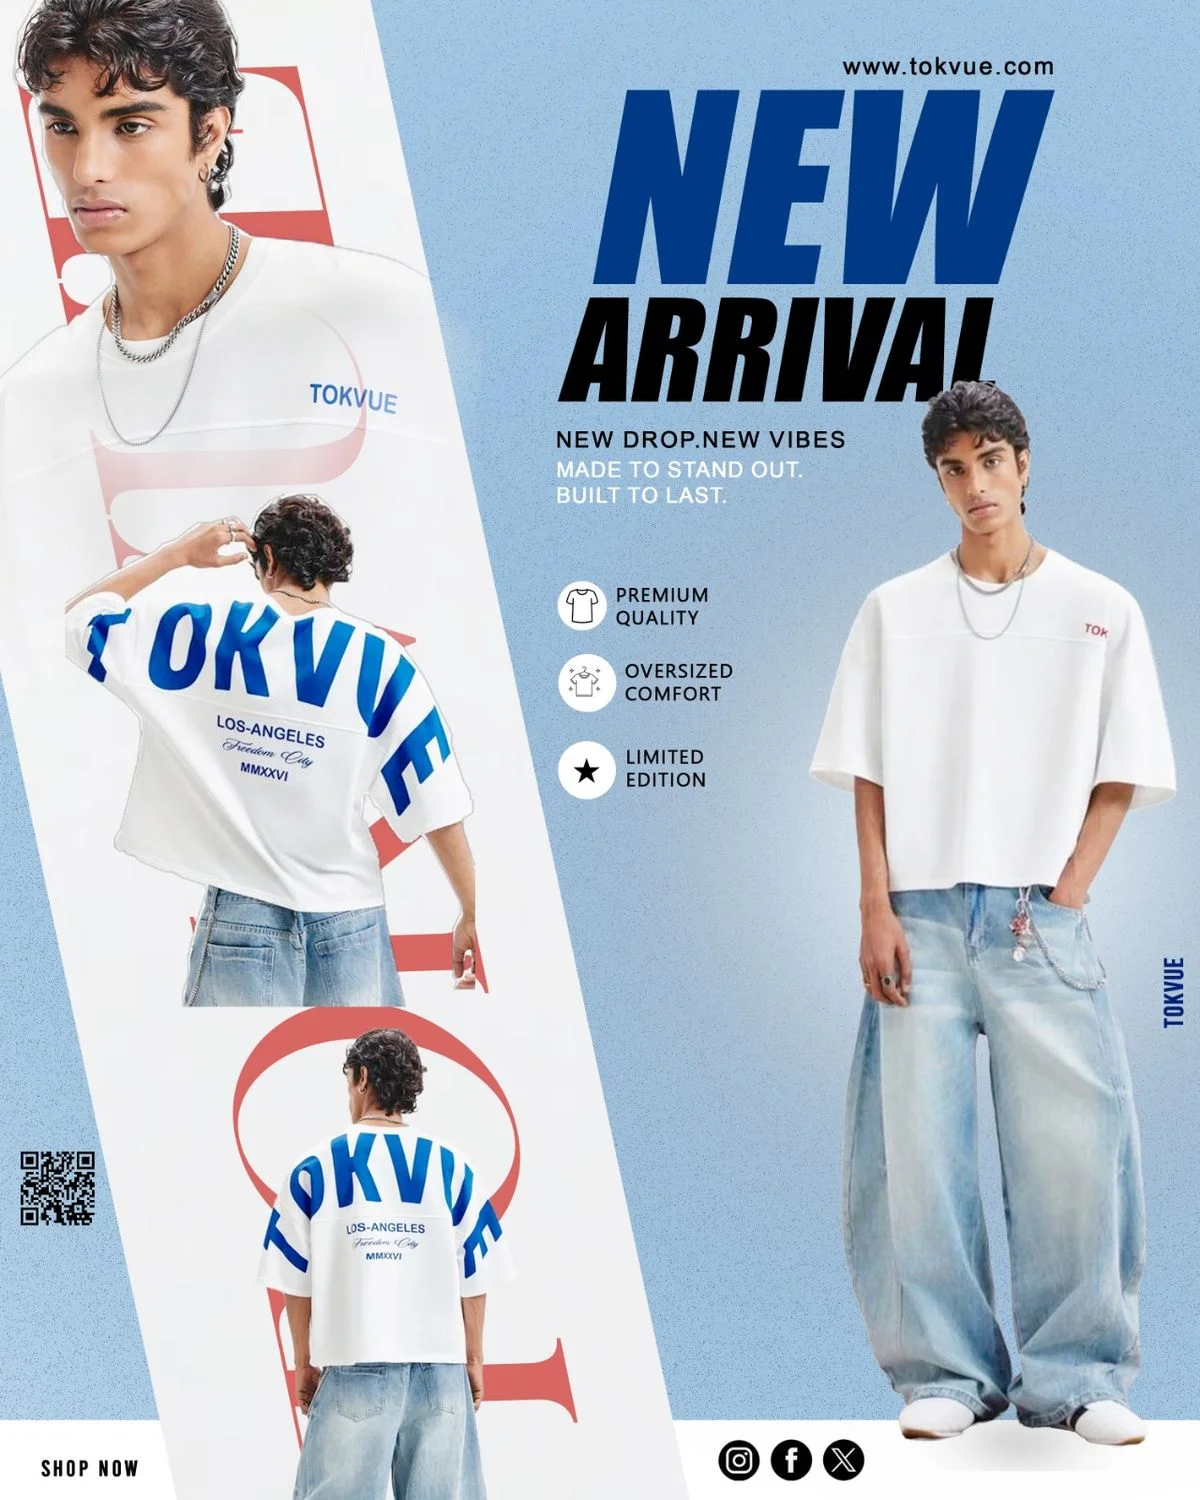 www.tokvue.com
NEW
ARRIVAL
NEW DROP.NEW VIBES
MADE TO STAND OUT.
BUILT TO LAST.
PREMIUM
QUALITY
OVERSIZED
COMFORT
LIMITED
EDITION
TOKVUE
TOKVUE
LOS-ANGELES
Freedom City
MMXXVI
TOKVUE
LOS-ANGELES
Freedom City
MMXXVI
TOK
TOKVUE
SHOP NOW